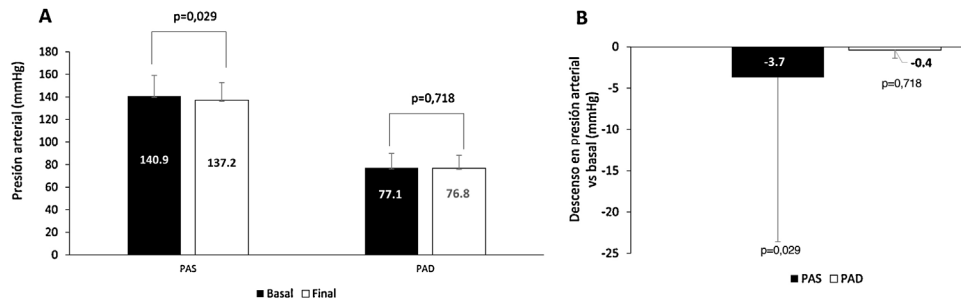 A
p=0,029
p=0,718
Presión arterial (mmHg)
180
160
140
120
100
80
60
40
20
0
140.9
137.2
77.1
76.8
PAS
PAD
Basal
Final
B
Descenso en presión arterial
vs basal (mmHg)
0
-5
-10
-15
-20
-25
-3.7
-0.4
p=0,718
p=0,029
PAS
PAD